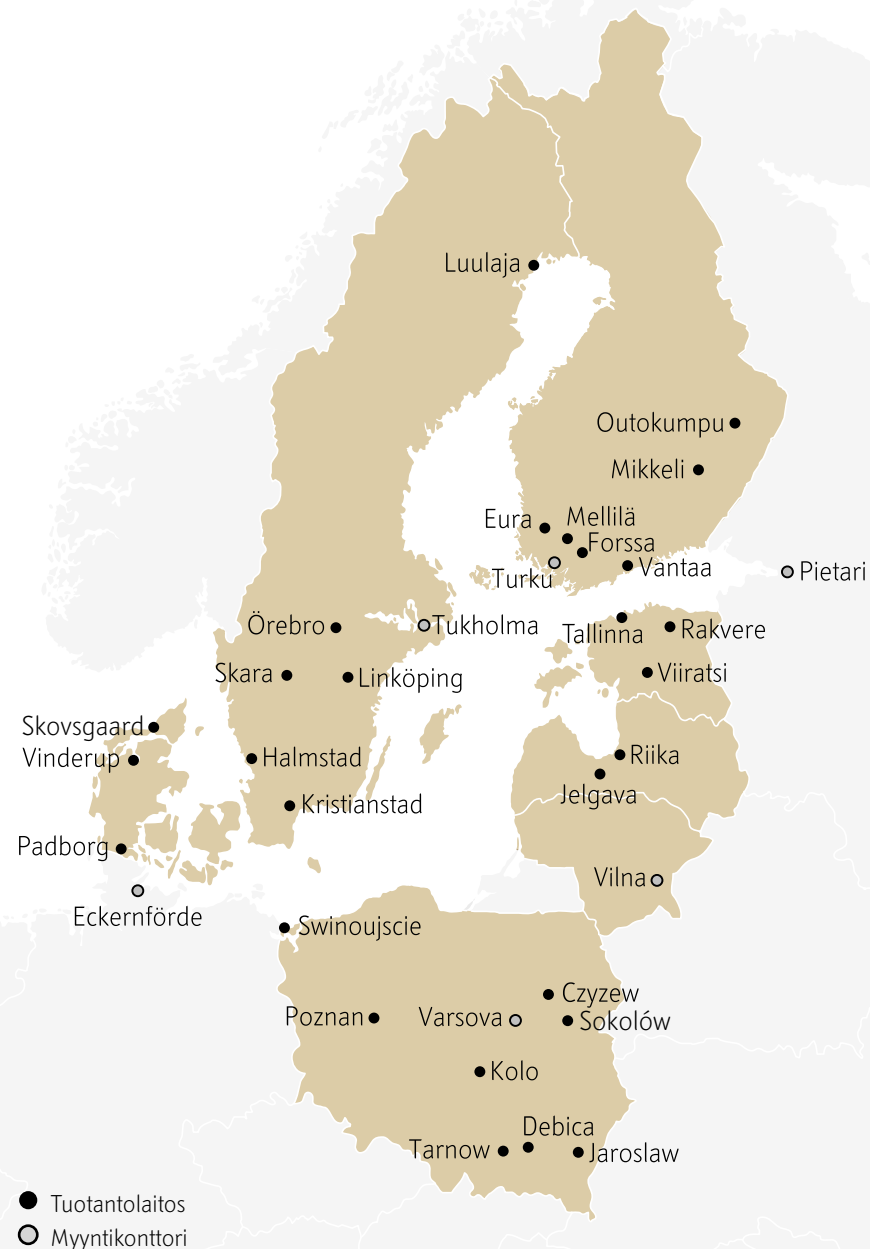 Luulaja
Outokumpu
Mikkeli
Eura
Mellilä
Forssa
Vantaa
Turku
Pietari
Örebro
Tukholma
Tallinna
Rakvere
Skara
Linköping
Viiratsi
Skovsgaard
Vinderup
Halmstad
Riika
Jelgava
Kristianstad
Padborg
Vilna
Eckernförde
Swinoujscie
Czyzew
Poznan
Varsova
Sokolów
Kolo
Debica
Tarnow
Jaroslaw
Tuotantolaitos
Myyntikonttori